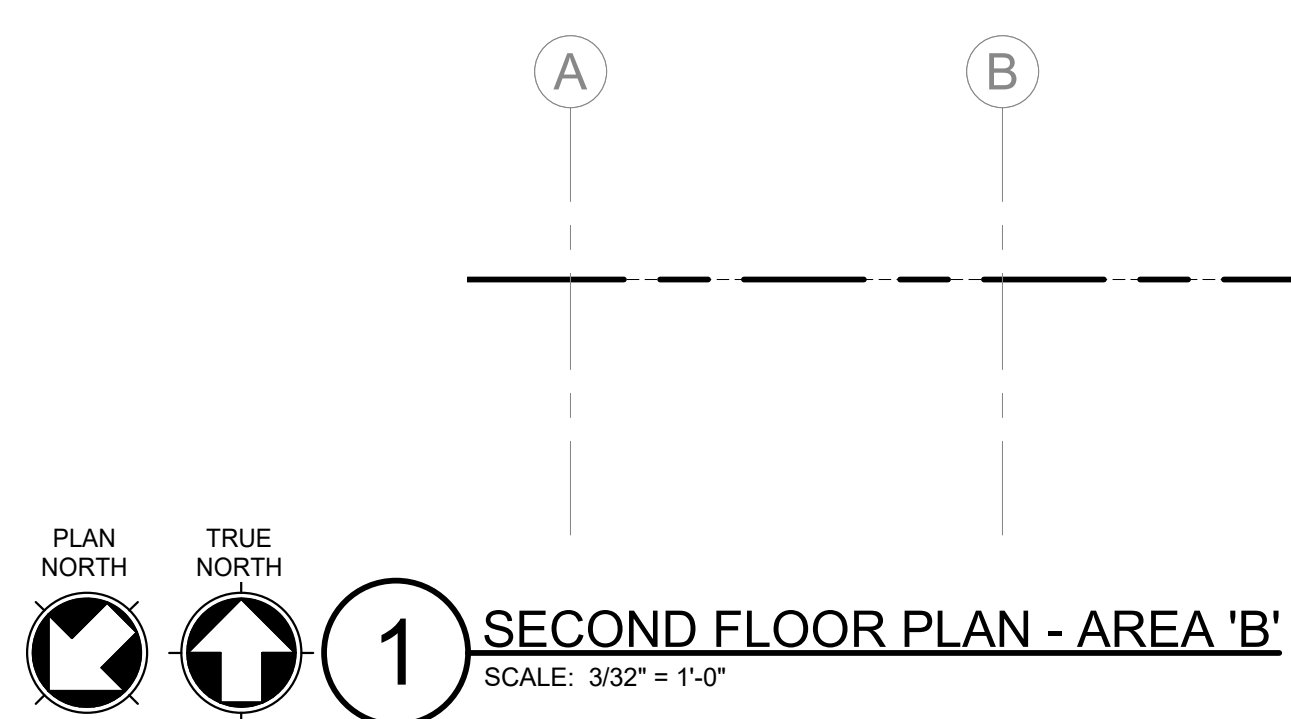 A
B
PLAN
NORTH
TRUE
NORTH
1
SECOND FLOOR PLAN - AREA 'B'
SCALE: 3/32" = 1'-0"